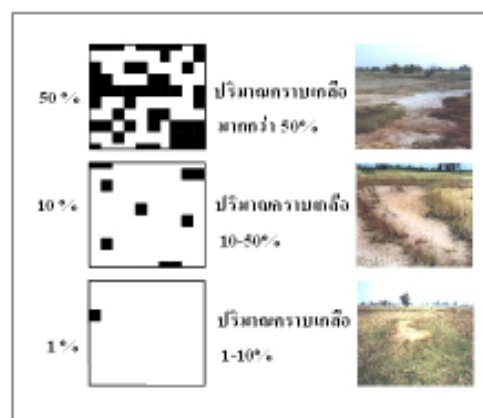 50 %
ปริมาณคราบเกลือ
มากกว่า 50%
10 %
ปริมาณคราบเกลือ
10-50%
1 %
ปริมาณคราบเกลือ
1-10%